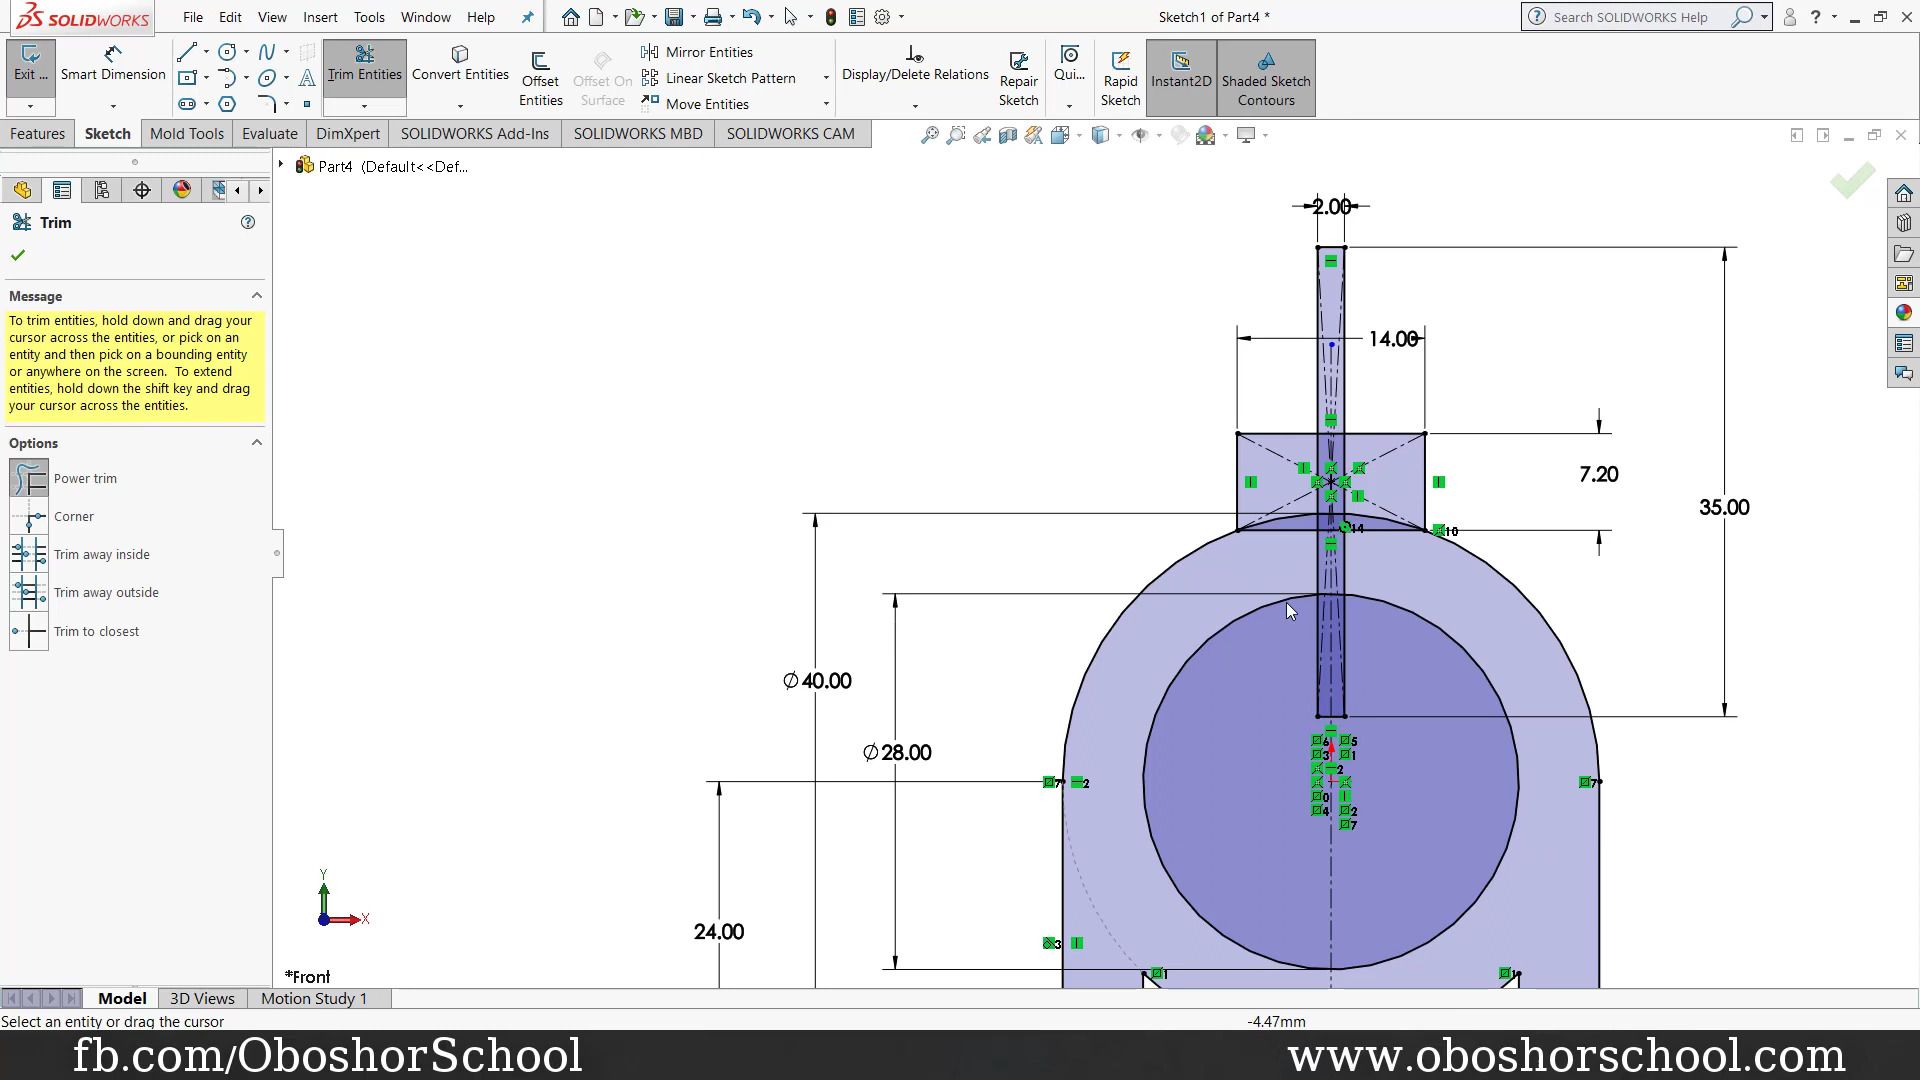 SOLIDWORKS File Edit View Insert Tools Window Help Sketch1 of Part4 * Search SOLIDWORKS Help
Exit ... Smart Dimension Trim Entities Convert Entities Offset Entities Offset On Surface Mirror Entities Linear Sketch Pattern Move Entities Display/Delete Relations Repair Sketch Qui... Rapid Sketch Instant2D Shaded Sketch Contours
Features Sketch Mold Tools Evaluate DimXpert SOLIDWORKS Add-Ins SOLIDWORKS MBD SOLIDWORKS CAM
Part4 (Default<<Def...
Trim
Message
To trim entities, hold down and drag your
cursor across the entities, or pick on an
entity and then pick on a bounding entity
or anywhere on the screen. To extend
entities, hold down the shift key and drag
your cursor across the entities.
Options
Power trim
Corner
Trim away inside
Trim away outside
Trim to closest
2.00
14.00
7.20
35.00
14
10
∅40.00
∅28.00
24.00
Y
X
*Front
Model 3D Views Motion Study 1
Select an entity or drag the cursor -4.47mm
fb.com/OboshorSchool www.oboshorschool.com